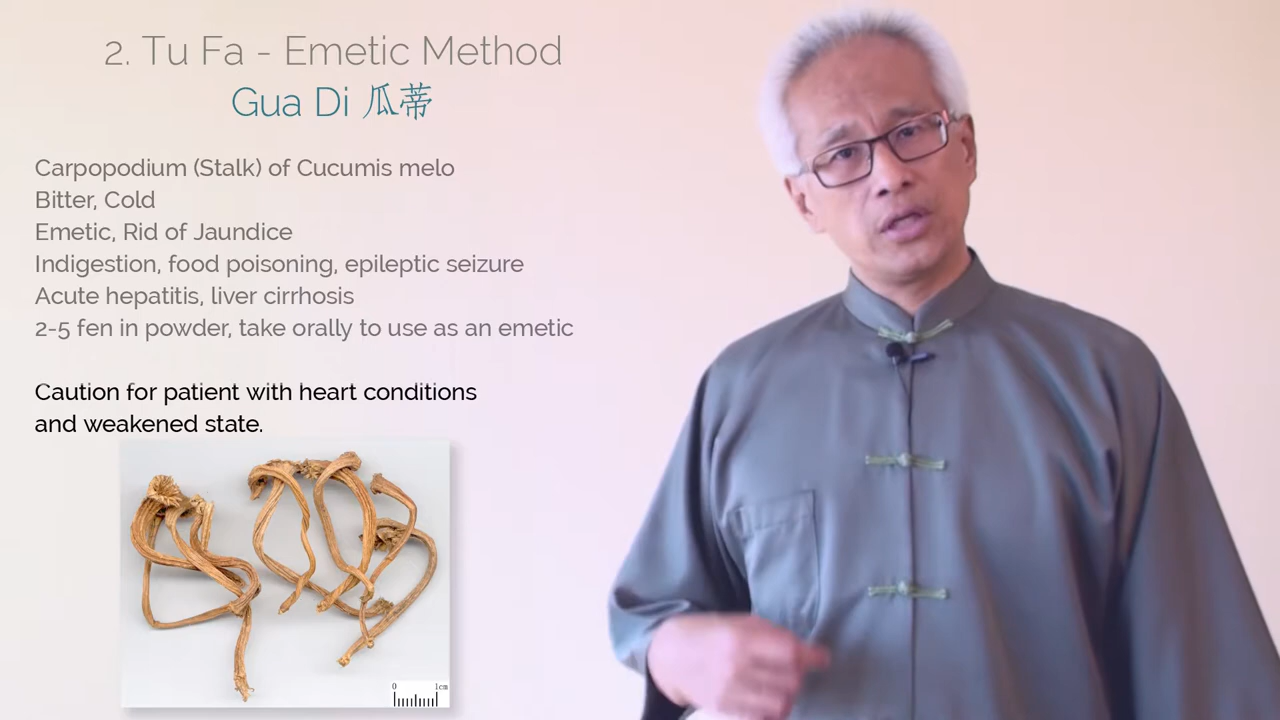 2. Tu Fa - Emetic Method
Gua Di 瓜蒂
Carpopodium (Stalk) of Cucumis melo
Bitter, Cold
Emetic, Rid of Jaundice
Indigestion, food poisoning, epileptic seizure
Acute hepatitis, liver cirrhosis
2-5 fen in powder, take orally to use as an emetic
Caution for patient with heart conditions
and weakened state.
0 1cm